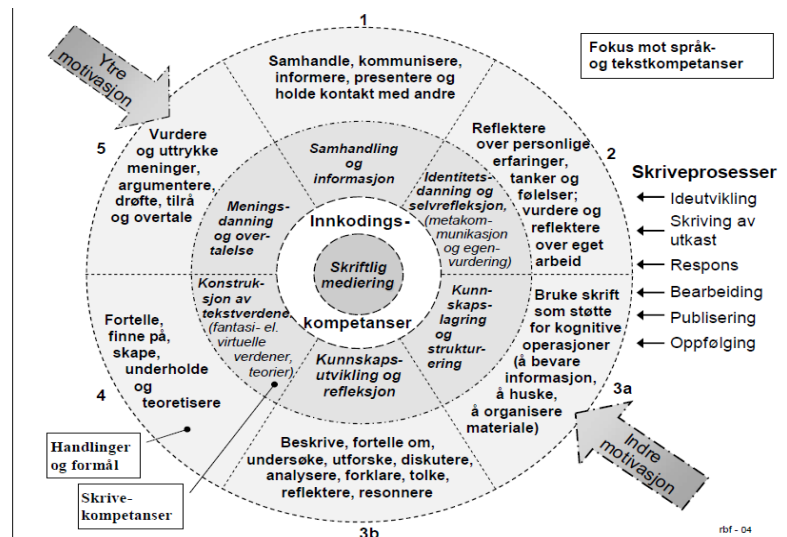 1
Samhandle, kommunisere,
informere, presentere og
holde kontakt med andre
Fokus mot språk-
og tekstkompetanser
Ytre
motivasjon
5
Vurdere
og uttrykke
meninger,
argumentere,
drøfte, tilrå
og overtale
Samhandling
og
informasjon
Menings-
danning
og over-
talelse
Identitets-
danning og
selvrefleksjon,
(metakom-
munikasjon
og egen-
vurdering)
2
Reflektere
over personlige
erfaringer,
tanker og
følelser;
vurdere og
reflektere
over eget
arbeid
Skriveprosesser
Ideutvikling
Skriving av
utkast
Respons
Bearbeiding
Publisering
Oppfølging
Innkodings-
Skriftlig
mediering
kompetanser
Konstruk-
sjon av
tekstverdene,
(fantasi- el.
virtuelle
verdener,
teorier)
Kunn-
skaps-
lagring
og
struktur-
ering
Kunnskaps-
utvikling og
refleksjon
Bruke skrift
som støtte
for kognitive
operasjoner
(å bevare
informasjon,
å huske,
å organisere
materiale)
3a
Fortelle,
finne på,
skape,
underholde
og
teoretisere
4
Handlinger
og formål
Skrive-
kompetanser
Beskrive, fortelle om,
undersøke, utforske, diskutere,
analysere, forklare, tolke,
reflektere, resonnere
3b
Indre
motivasjon
rbf - 04